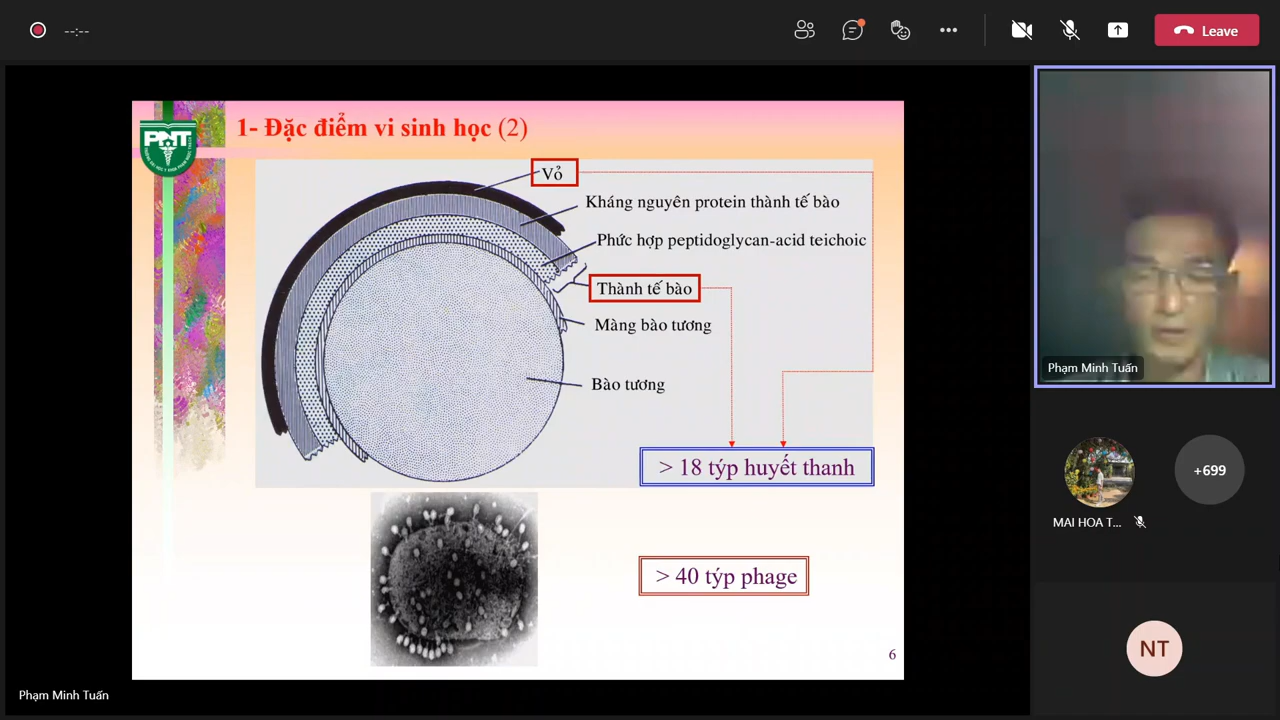 --:--
Leave
1- Đặc điểm vi sinh học (2)
PNT
Vỏ
Kháng nguyên protein thành tế bào
Phức hợp peptidoglycan-acid teichoic
Thành tế bào
Màng bào tương
Bào tương
> 18 týp huyết thanh
> 40 týp phage
6
Phạm Minh Tuấn
Phạm Minh Tuấn
+699
MAI HOA T...
NT